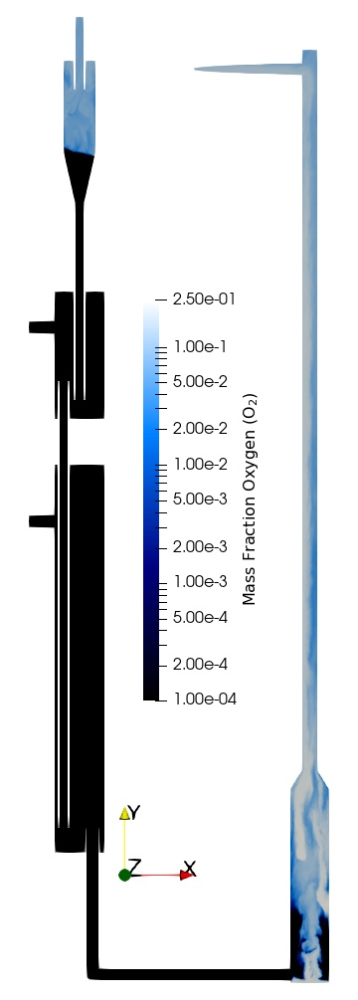 2.50e-01
1.00e-1
5.00e-2
2.00e-2
1.00e-2
5.00e-3
2.00e-3
1.00e-3
5.00e-4
2.00e-4
1.00e-04
Mass Fraction Oxygen (O₂)
Y
Z
X